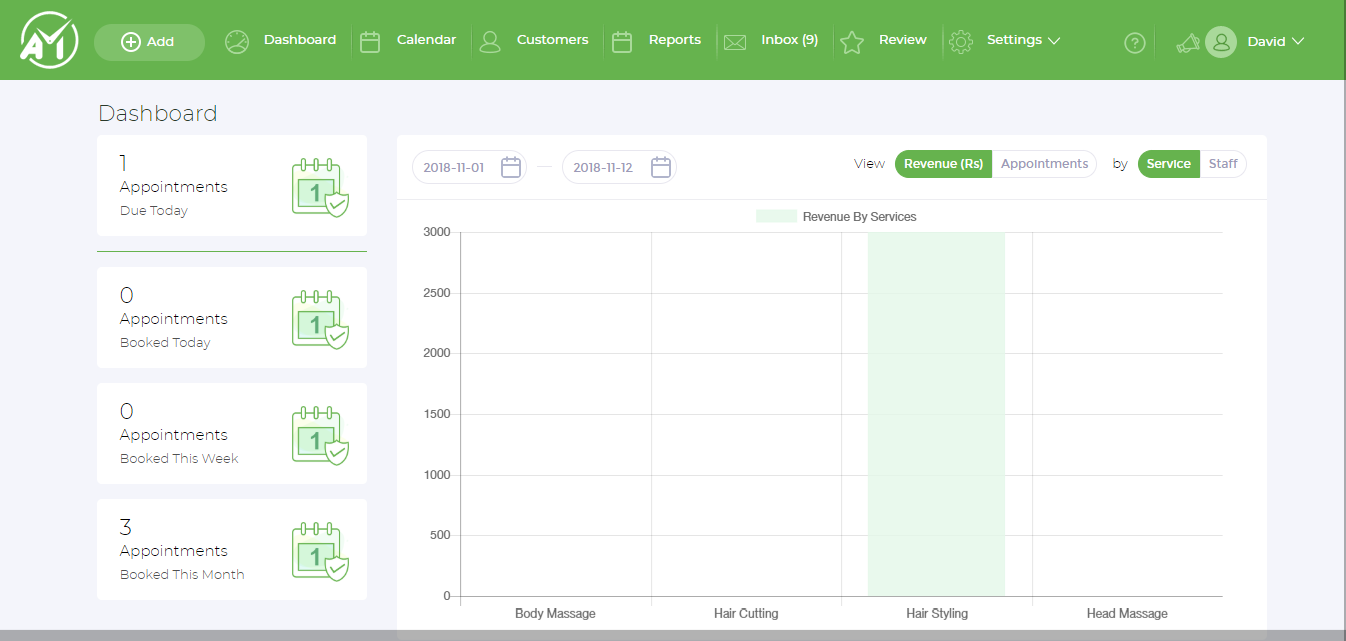 AM
Add
Dashboard
Calendar
Customers
Reports
Inbox (9)
Review
Settings
?
David
Dashboard
1
Appointments
Due Today
1
0
Appointments
Booked Today
1
0
Appointments
Booked This Week
1
3
Appointments
Booked This Month
1
2018-11-01
2018-11-12
View
Revenue (Rs)
Appointments
by
Service
Staff
Revenue By Services
3000
2500
2000
1500
1000
500
0
Body Massage
Hair Cutting
Hair Styling
Head Massage